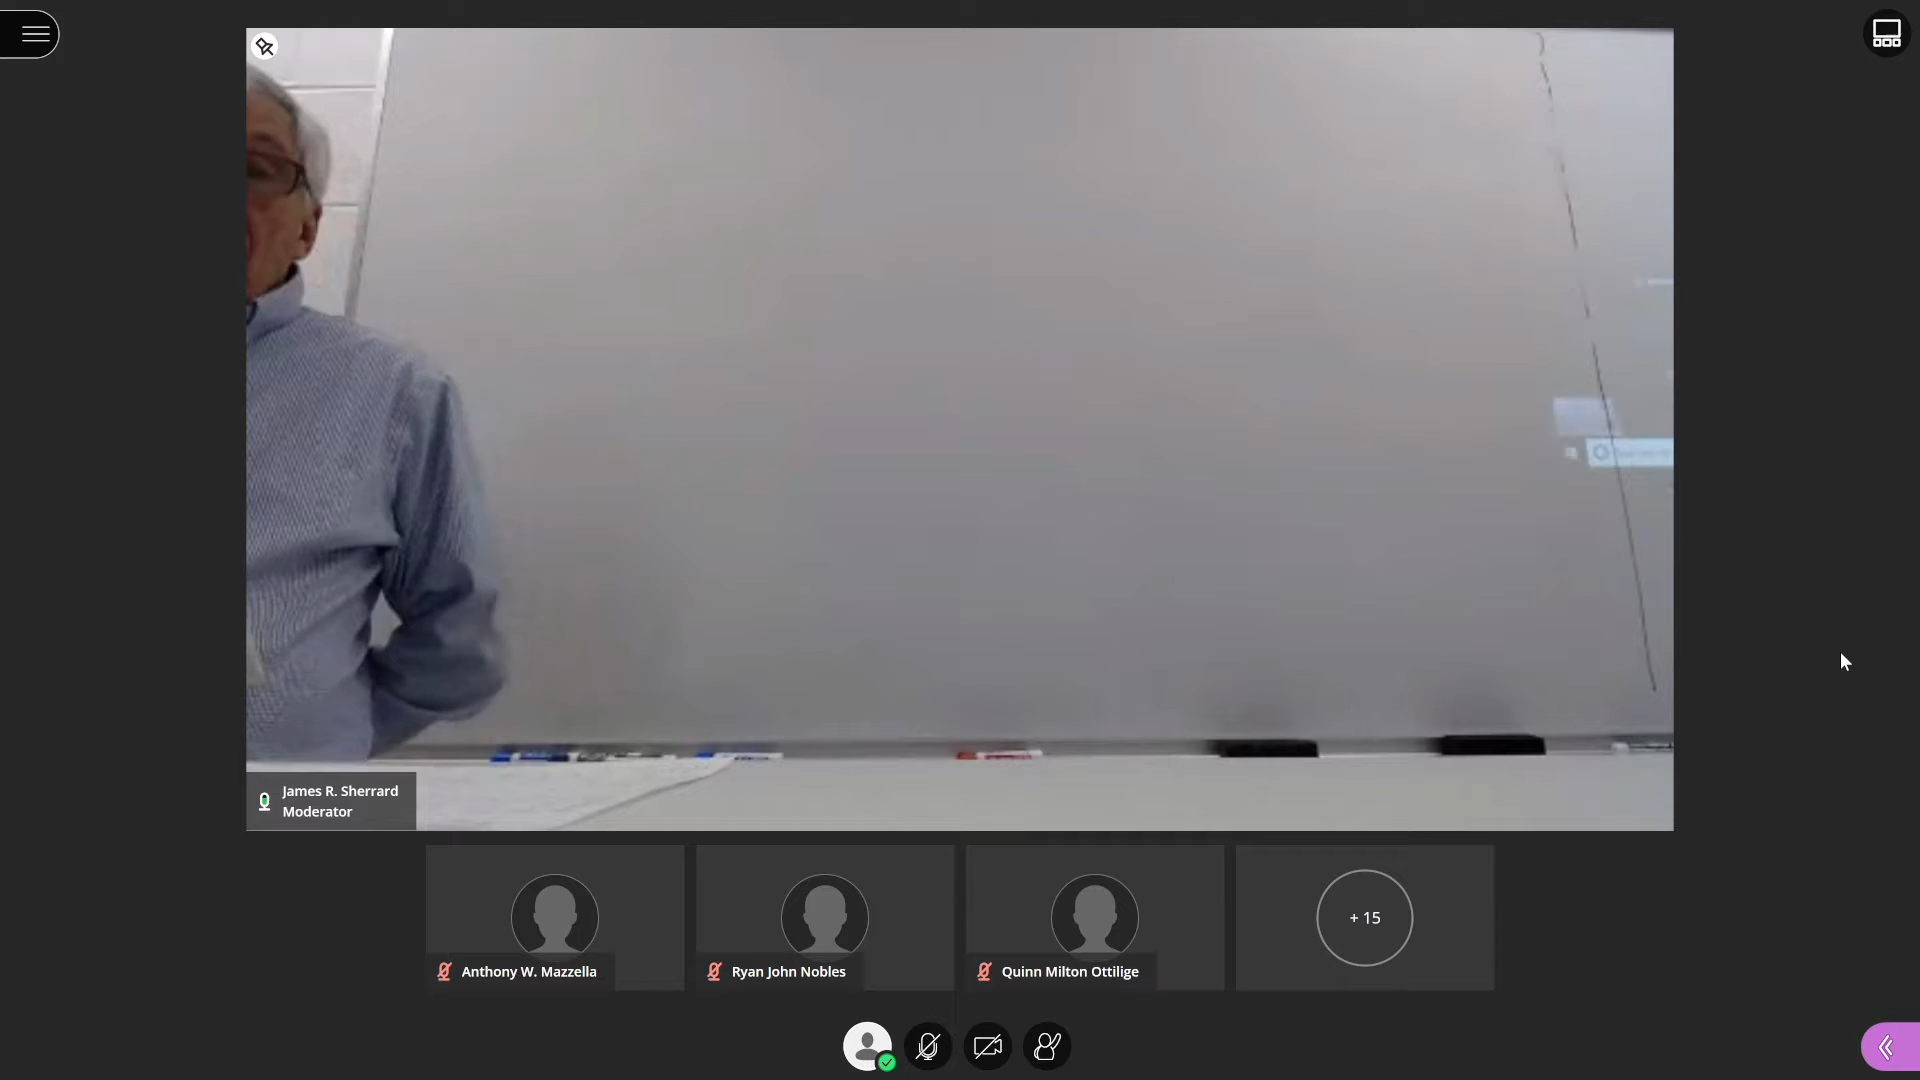 James R. Sherrard
Moderator
Anthony W. Mazzella
Ryan John Nobles
Quinn Milton Ottilige
+ 15